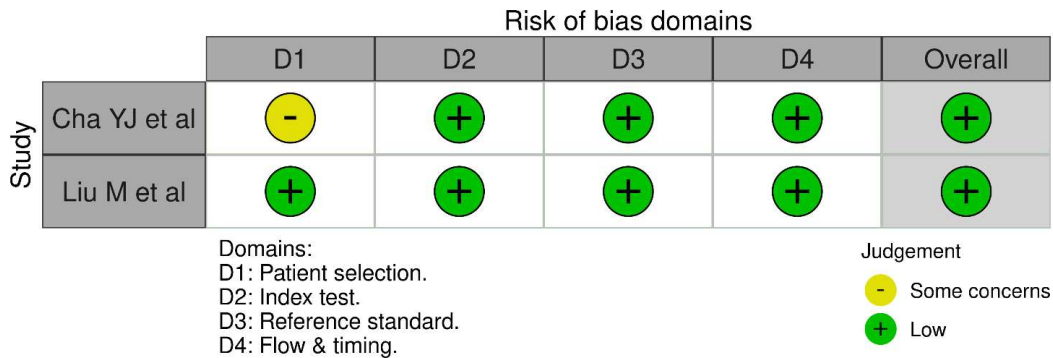 Risk of bias domains
D1 D2 D3 D4 Overall
Study
Cha YJ et al - + + + +
Liu M et al + + + + +
Domains:
D1: Patient selection.
D2: Index test.
D3: Reference standard.
D4: Flow & timing.
Judgement
- Some concerns
+ Low